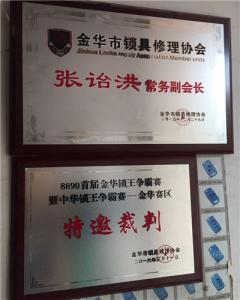 金华市锁具修理协会
Jinhua Locks repair Association Member units
张诒洪 常务副会长
金华市锁具修理协会
8890首届金华锁王争霸赛
暨中华锁王争霸赛—金华赛区
特邀裁判
金华市锁具修理协会